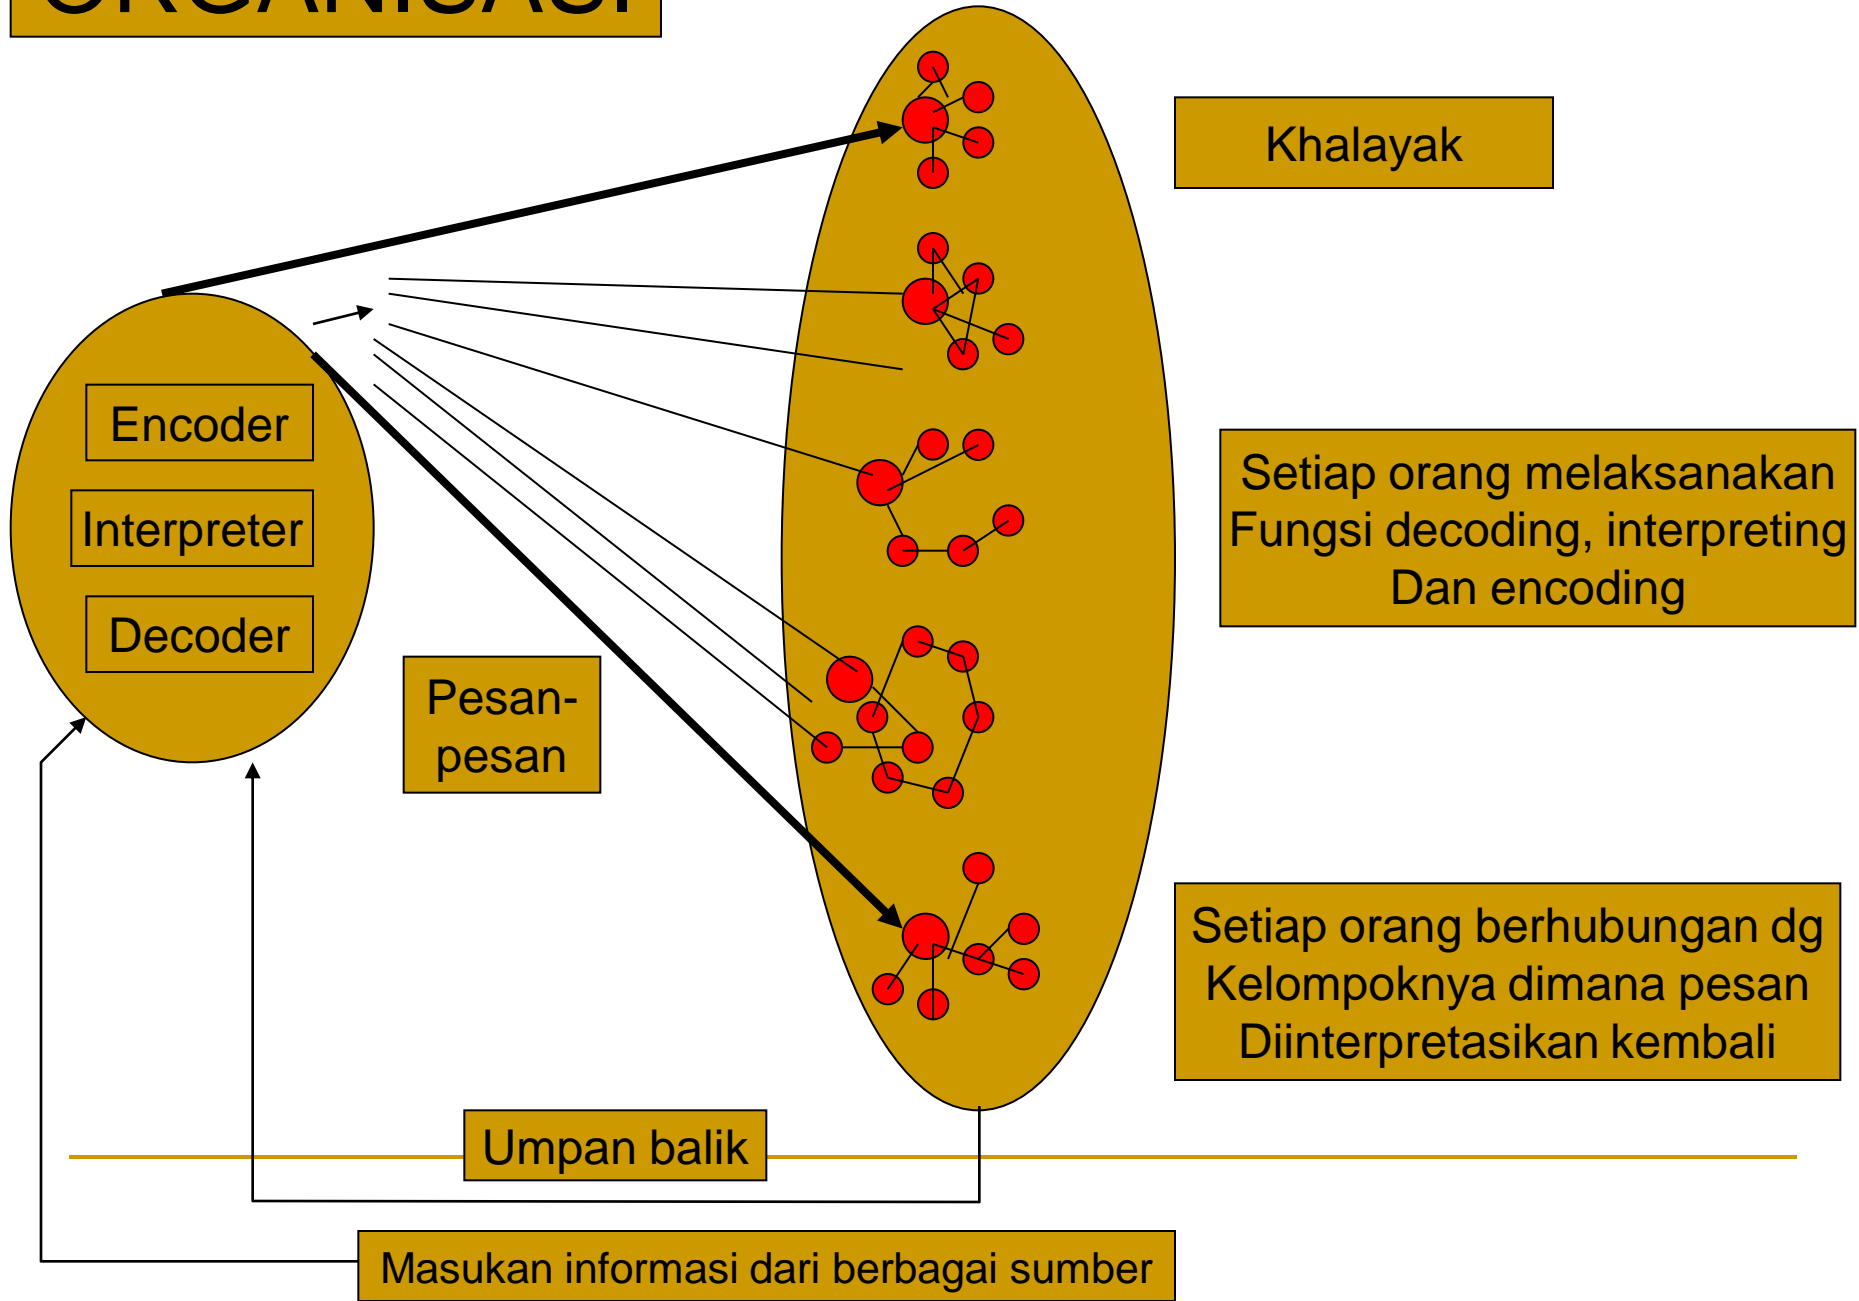 ORGANISASI
Khalayak
Encoder
Interpreter
Decoder
Setiap orang melaksanakan
Fungsi decoding, interpreting
Dan encoding
Pesan-
pesan
Setiap orang berhubungan dg
Kelompoknya dimana pesan
Diinterpretasikan kembali
Umpan balik
Masukan informasi dari berbagai sumber